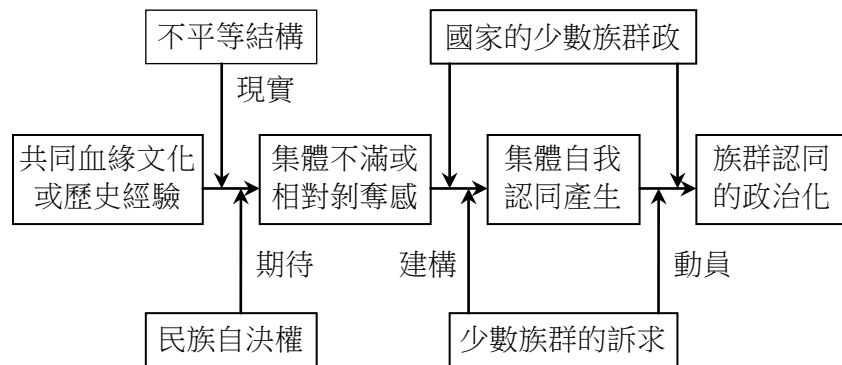 不平等結構
國家的少數族群政
現實
共同血緣文化
或歷史經驗
集體不滿或
相對剝奪感
集體自我
認同產生
族群認同
的政治化
期待
建構
動員
民族自決權
少數族群的訴求